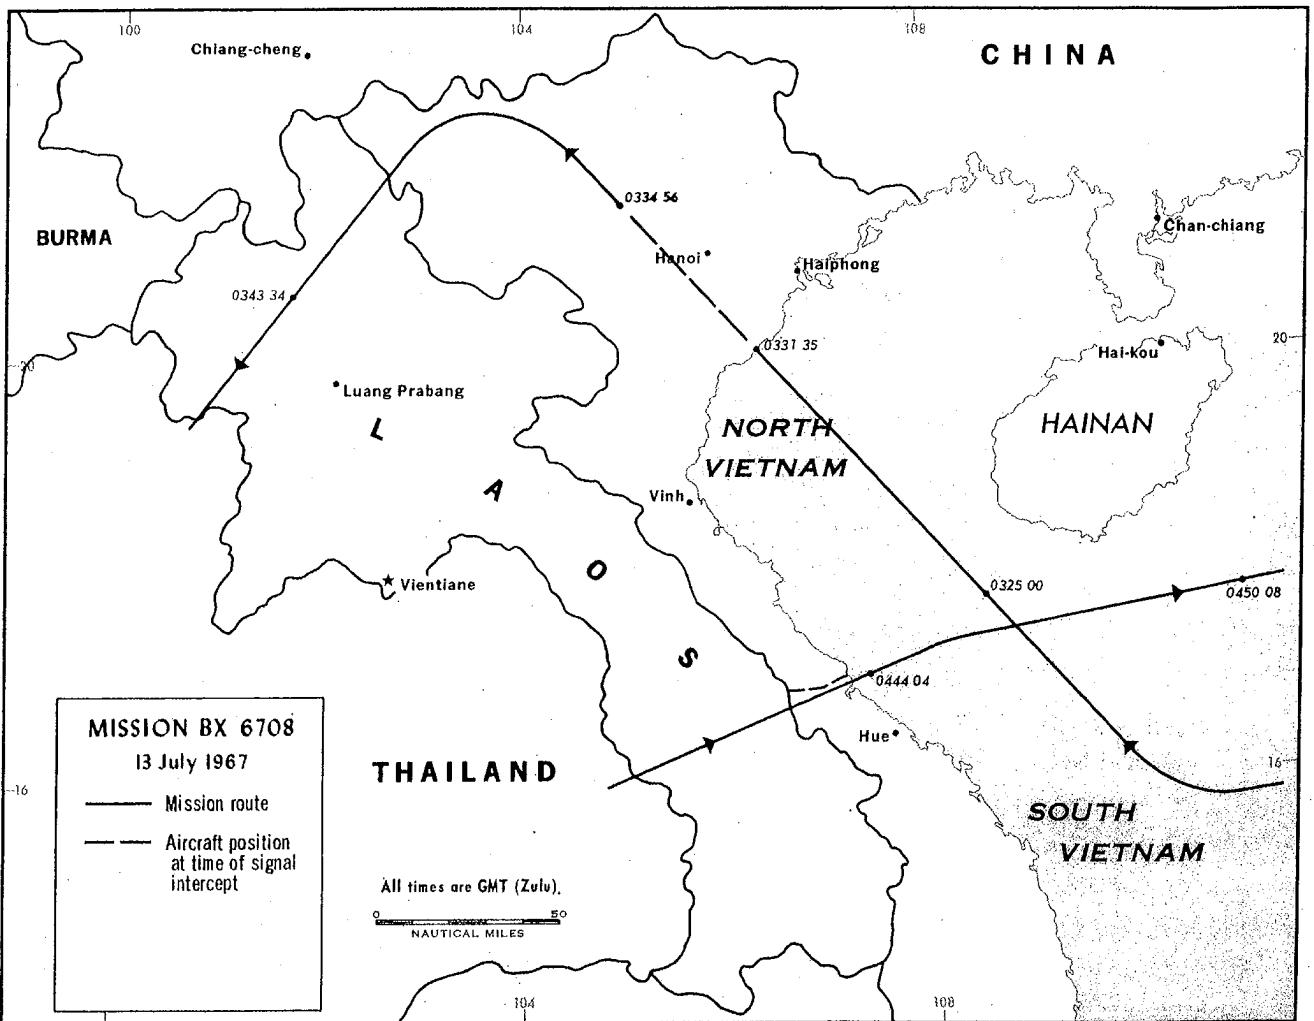 100
104
108
Chiang-cheng
CHINA
0334 56
BURMA
Chan-chiang
Hanoi
Haiphong
0343 34
0331 35
Hai-kou
20
20
Luang Prabang
L
NORTH
VIETNAM
HAINAN
A
Vinh
O
Vientiane
0325 00
0450 08
S
0444 04
MISSION BX 6708
13 July 1967
Mission route
Aircraft position
at time of signal
intercept
Hue
THAILAND
16
16
SOUTH
VIETNAM
All times are GMT (Zulu).
0 50
NAUTICAL MILES
104
108